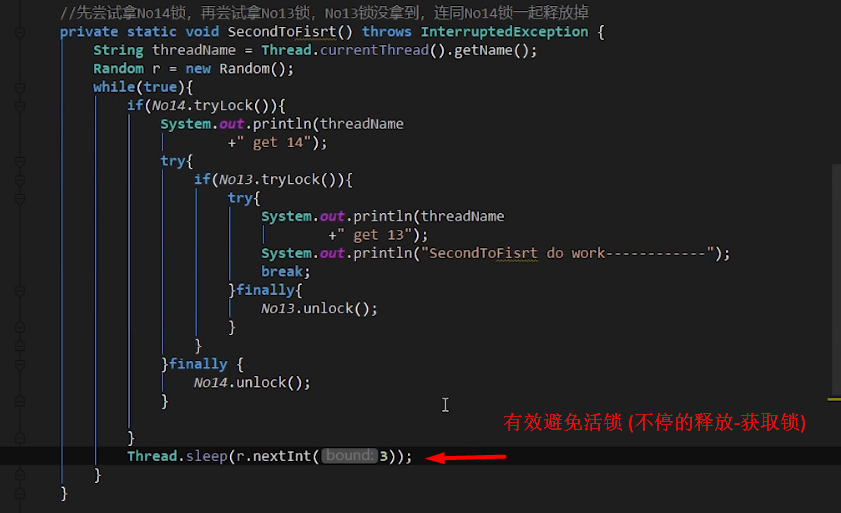 //先尝试拿No14锁，再尝试拿No13锁，No13锁没拿到，连同No14锁一起释放掉
private static void SecondToFisrt() throws InterruptedException {
String threadName = Thread.currentThread().getName();
Random r = new Random();
while(true){
if(No14.tryLock()){
System.out.println(threadName
+" get 14");
try{
if(No13.tryLock()){
try{
System.out.println(threadName
+" get 13");
System.out.println("SecondToFisrt do work------------");
break;
}finally{
No13.unlock();
}
}
}finally {
No14.unlock();
}
有效避免活锁 (不停的释放-获取锁)
}
Thread.sleep(r.nextInt( bound: 3));
}
}